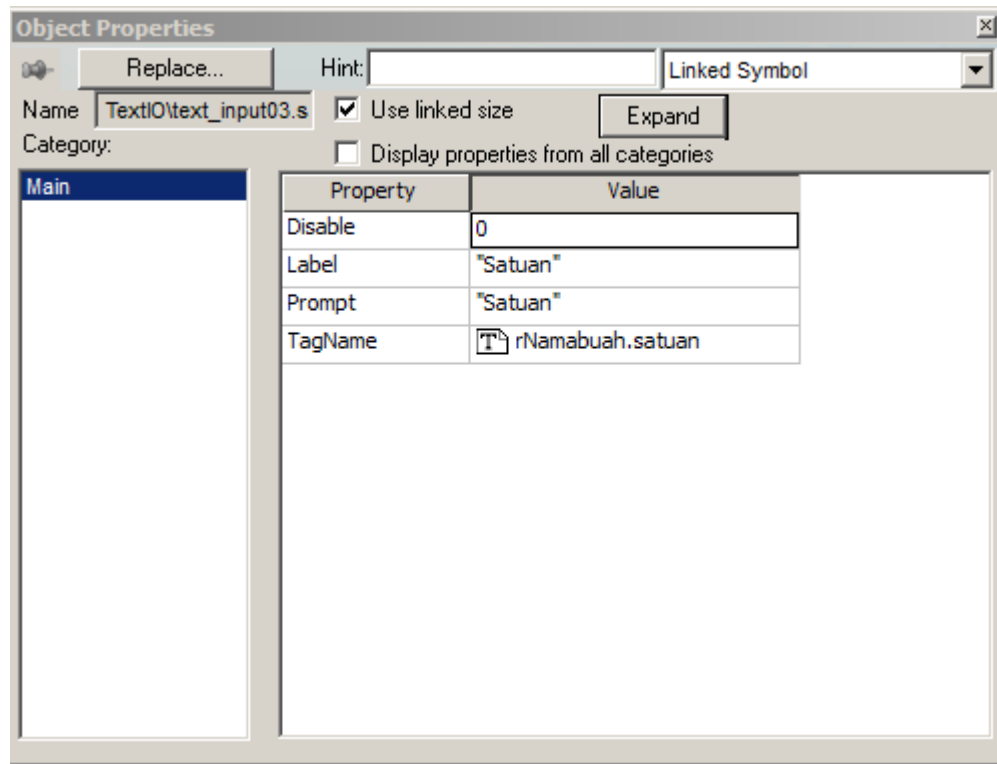 Object Properties
Replace... Hint: Linked Symbol
Name TextIO\text_input03.s Use linked size Expand
Category: Display properties from all categories
Main Property Value
Disable 0
Label "Satuan"
Prompt "Satuan"
TagName T rNamabuah.satuan